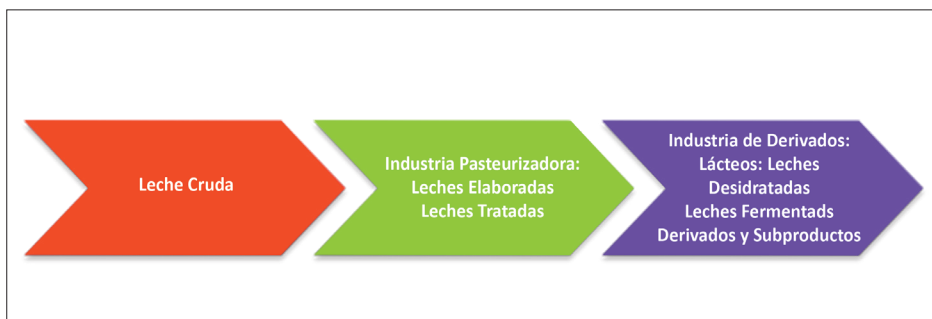 Leche Cruda
Industria Pasteurizadora:
Leches Elaboradas
Leches Tratadas
Industria de Derivados:
Lácteos: Leches
Desidratadas
Leches Fermentads
Derivados y Subproductos